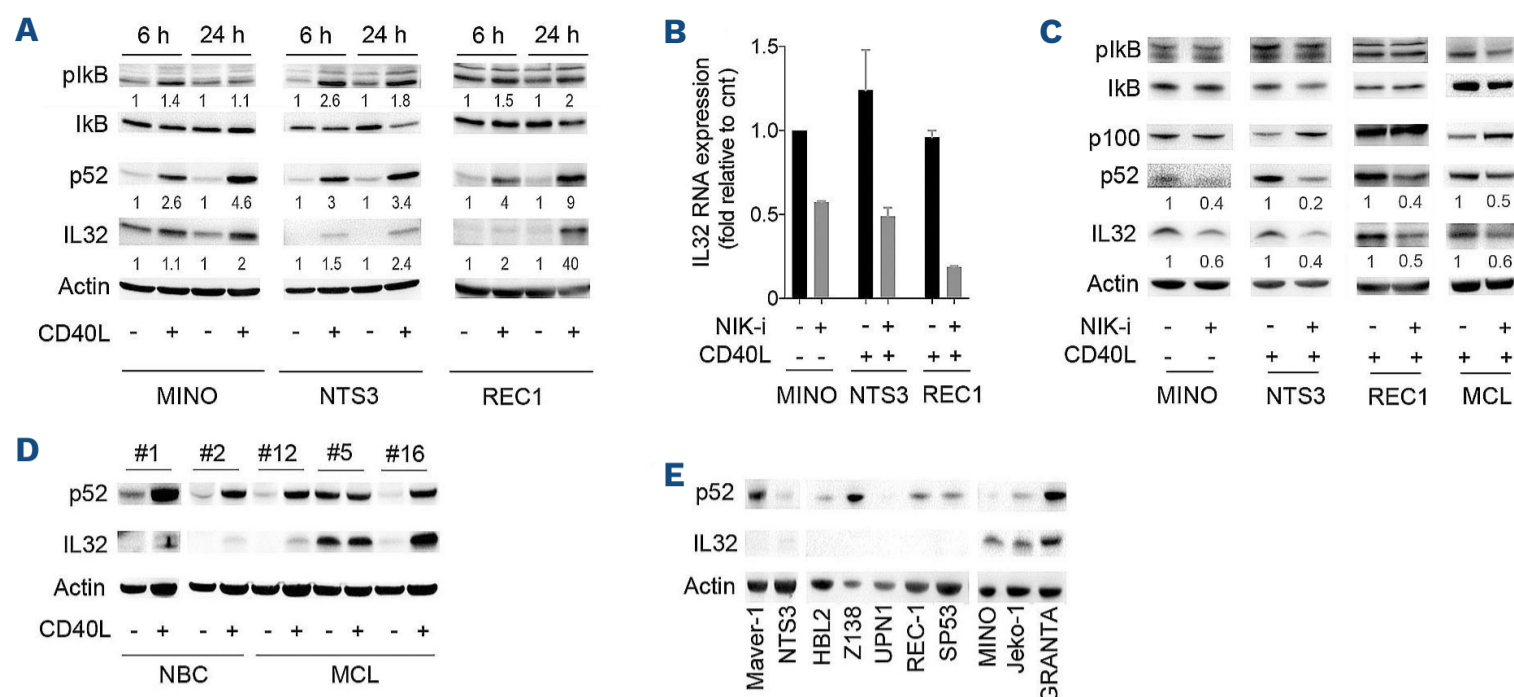 A
6 h 24 h 6 h 24 h 6 h 24 h
pIkB
1 1.4 1 1.1 1 2.6 1 1.8 1 1.5 1 2
IkB
p52
1 2.6 1 4.6 1 3 1 3.4 1 4 1 9
IL32
1 1.1 1 2 1 1.5 1 2.4 1 2 1 40
Actin
CD40L - + - + - + - + - + - +
MINO NTS3 REC1
B
IL32 RNA expression
(fold relative to cnt)
1.5
1.0
0.5
0
NIK-i - + - + - +
CD40L - - + + + +
MINO NTS3 REC1
C
pIkB
IkB
p100
p52
1 0.4 1 0.2 1 0.4 1 0.5
IL32
1 0.6 1 0.4 1 0.5 1 0.6
Actin
NIK-i - + - + - + - +
CD40L - - + + + + + +
MINO NTS3 REC1 MCL
D
#1 #2 #12 #5 #16
p52
IL32
Actin
CD40L - + - + - + - + - +
NBC MCL
E
p52
IL32
Actin
Maver-1 NTS3 HBL2 Z138 UPN1 REC-1 SP53 MINO Jeko-1 GRANTA